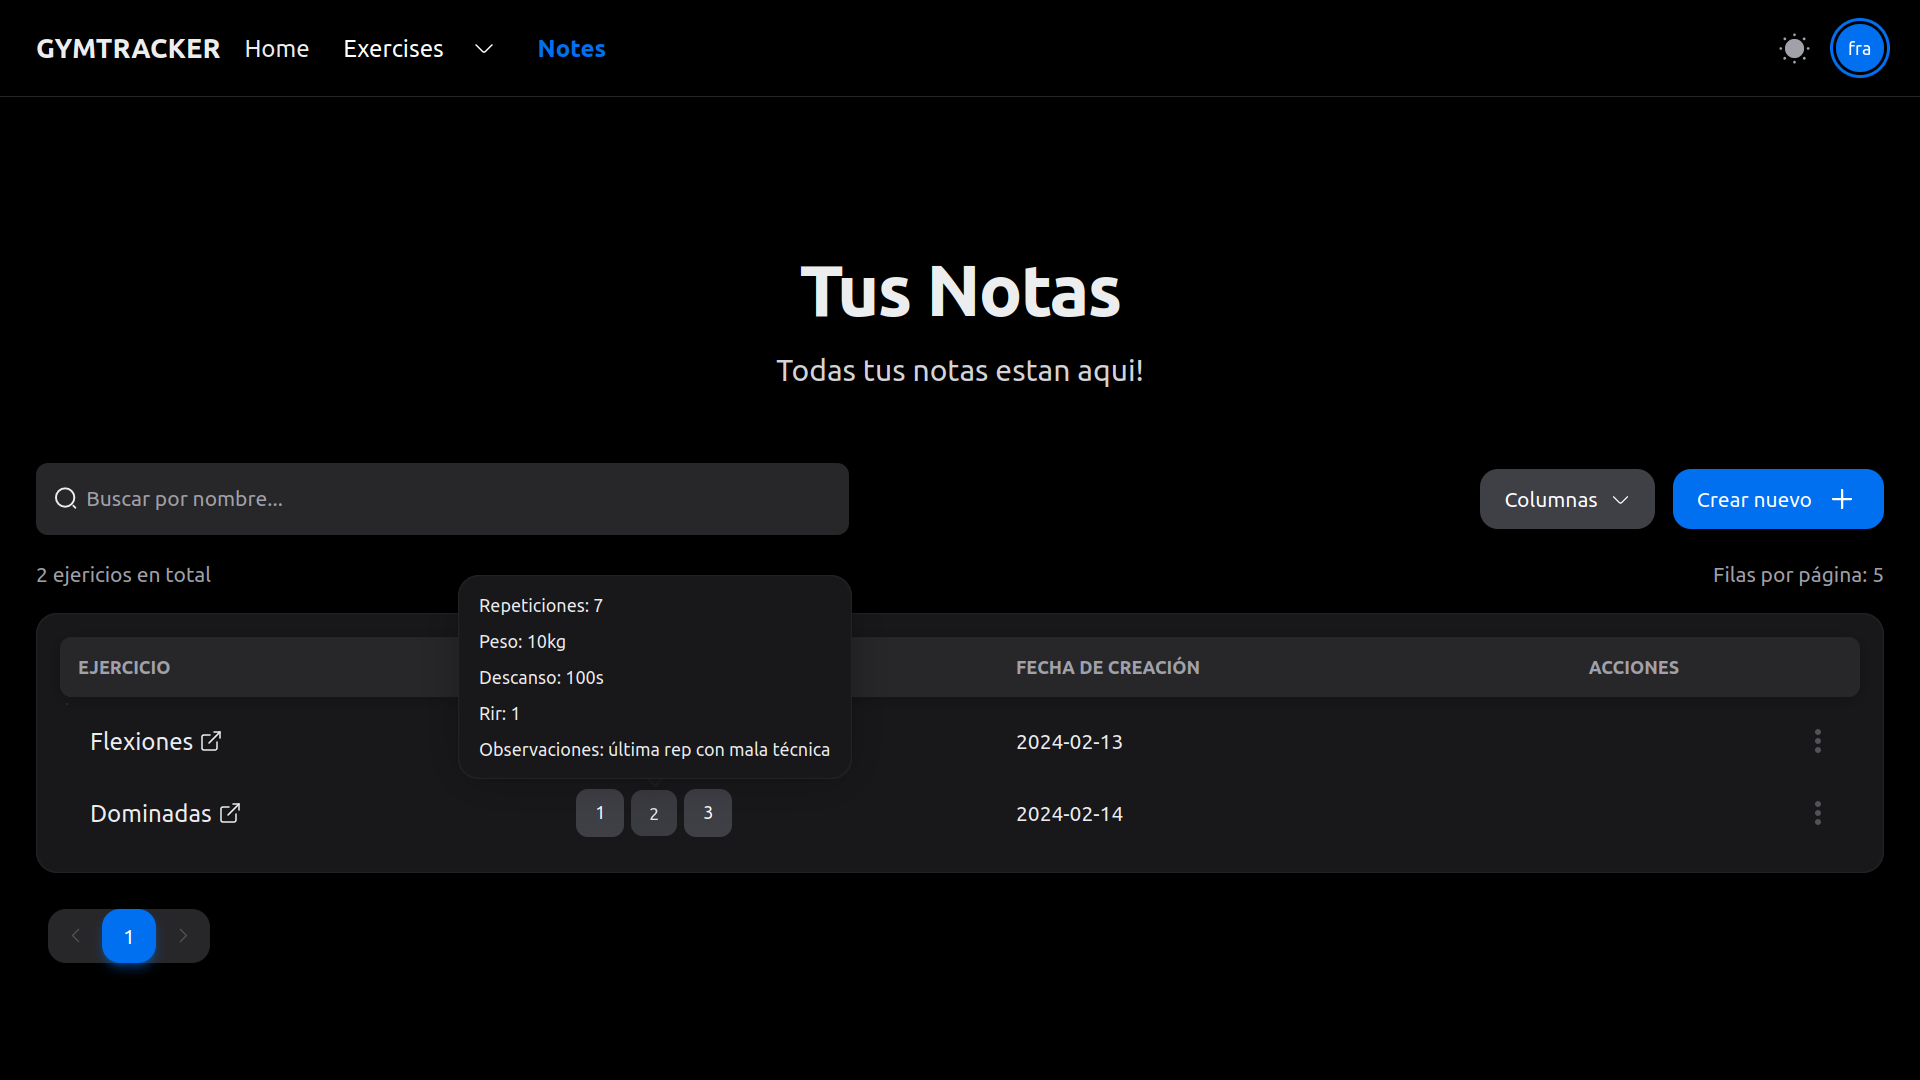 GYMTRACKER Home Exercises Notes fra
Tus Notas
Todas tus notas estan aqui!
Buscar por nombre...
Columnas
Crear nuevo
2 ejericios en total
Filas por página: 5
Repeticiones: 7
Peso: 10kg
Descanso: 100s
Rir: 1
Observaciones: última rep con mala técnica
EJERCICIO FECHA DE CREACIÓN ACCIONES
Flexiones 2024-02-13
Dominadas 1 2 3 2024-02-14
1